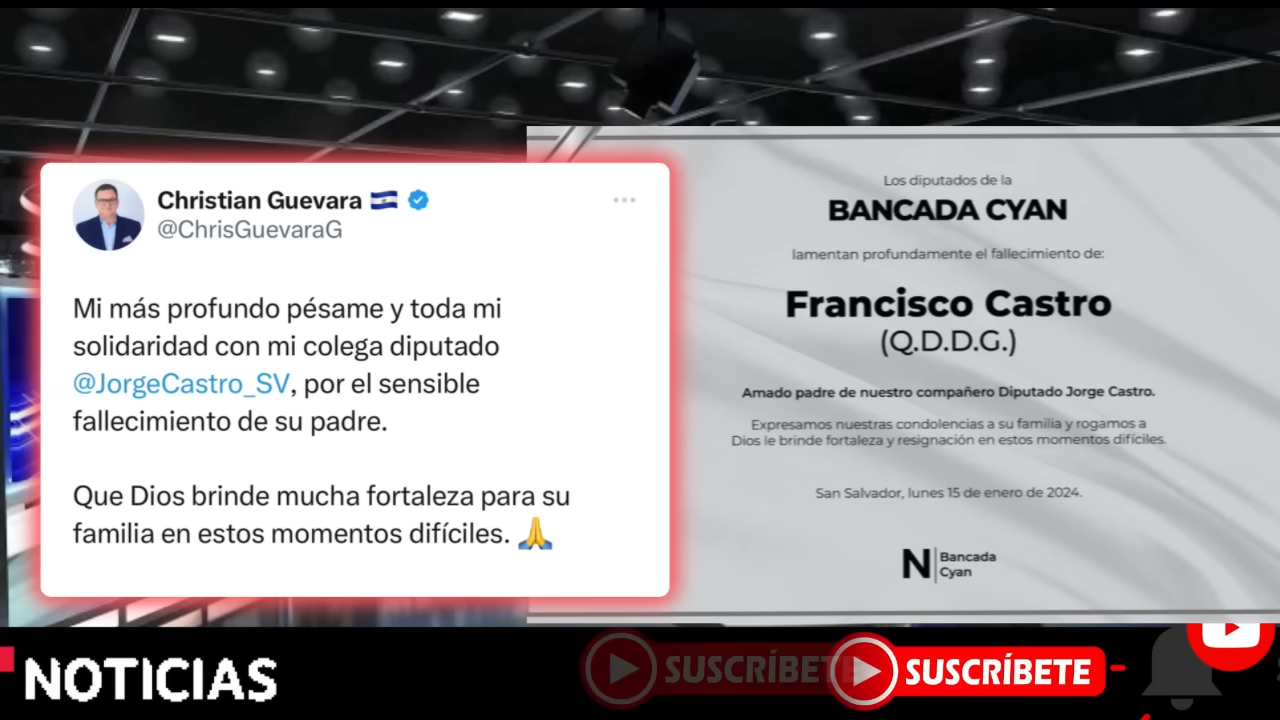 Christian Guevara 🇸🇻
@ChrisGuevaraG
Mi más profundo pésame y toda mi
solidaridad con mi colega diputado
@JorgeCastro_SV, por el sensible
fallecimiento de su padre.
Que Dios brinde mucha fortaleza para su
familia en estos momentos difíciles. 🙏
Los diputados de la
BANCADA CYAN
lamentan profundamente el fallecimiento de:
Francisco Castro
(Q.D.D.G.)
Amado padre de nuestro compañero Diputado Jorge Castro.
Expresamos nuestras condolencias a su familia y rogamos a
Dios le brinde fortaleza y resignación en estos momentos difíciles.
San Salvador, lunes 15 de enero de 2024.
N Bancada
Cyan
NOTICIAS
SUSCRÍBETE
SUSCRÍBETE